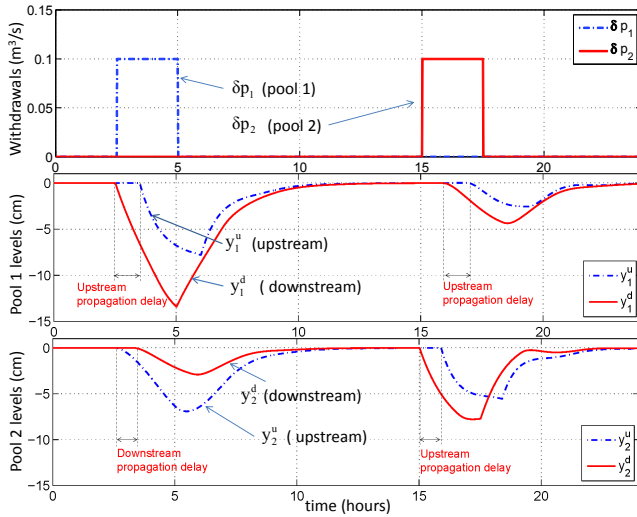 Withdrawals (m³/s)
0.15
0.1
0.05
0
0 5 10 15 20
δp₁ (pool 1)
δp₂ (pool 2)
δ p₁
δ p₂
Pool 1 levels (cm)
0
−5
−10
−15
0 5 10 15 20
y₁ᵘ (upstream)
y₁ᵈ ( downstream)
Upstream
propagation delay
Upstream
propagation delay
y₁ᵘ
y₁ᵈ
Pool 2 levels (cm)
0
−5
−10
−15
0 5 10 15 20
y₂ᵈ (downstream)
y₂ᵘ ( upstream)
Downstream
propagation delay
Upstream
propagation delay
y₂ᵘ
y₂ᵈ
time (hours)